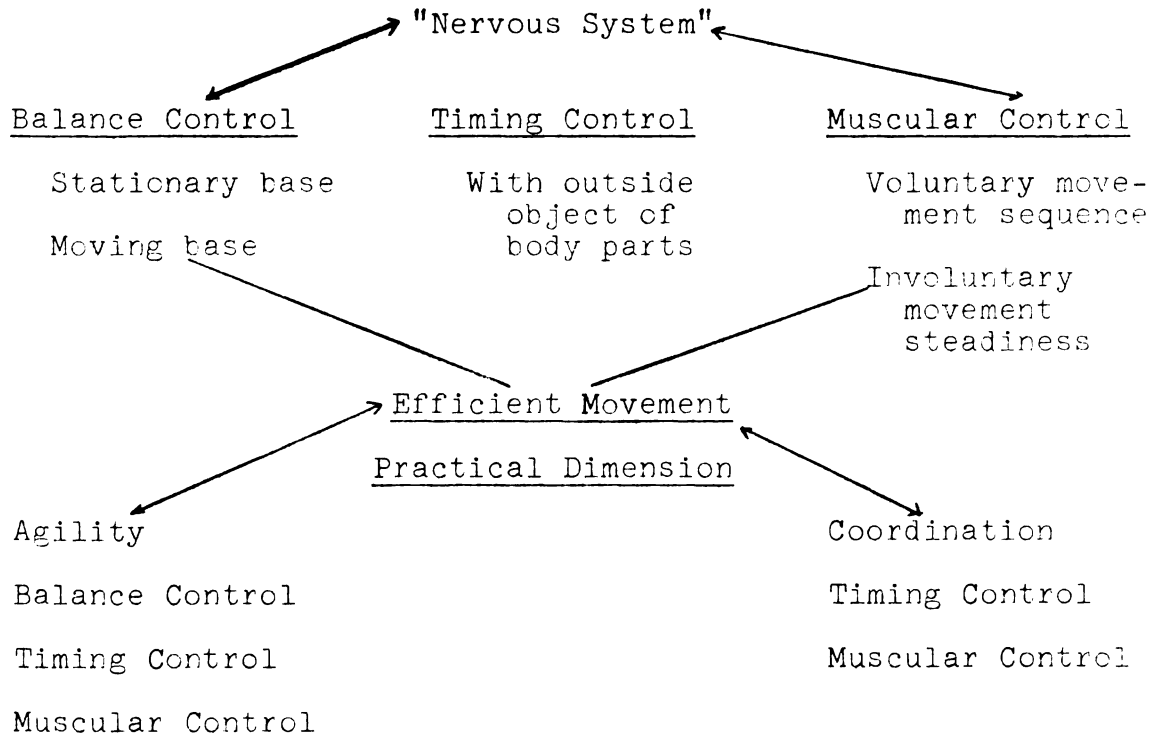 "Nervous System"
Balance Control
Timing Control
Muscular Control
Stationary base
Moving base
With outside
object of
body parts
Voluntary move-
ment sequence
Involuntary
movement
steadiness
Efficient Movement
Practical Dimension
Agility
Balance Control
Timing Control
Muscular Control
Coordination
Timing Control
Muscular Control